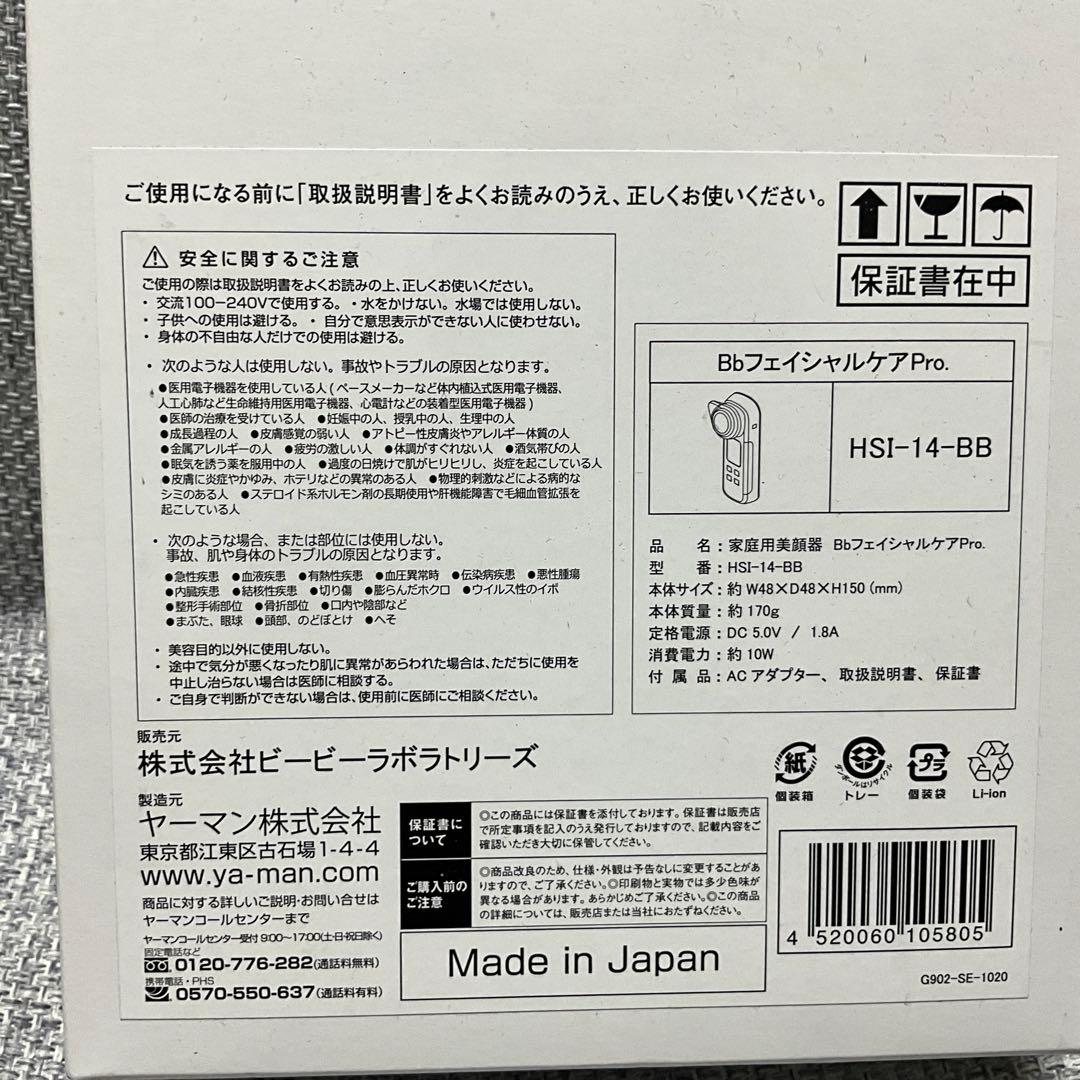 ご使用になる前に「取扱説明書」をよくお読みのうえ、正しくお使いください。
保証書在中
⚠ 安全に関するご注意
ご使用の際は取扱説明書をよくお読みの上、正しくお使いください。
・ 交流100−240Vで使用する。 ・水をかけない。水場では使用しない。
・ 子供への使用は避ける。 ・ 自分で意思表示ができない人に使わせない。
・ 身体の不自由な人だけでの使用は避ける。
・ 次のような人は使用しない。事故やトラブルの原因となります。
●医用電子機器を使用している人(ペースメーカーなど体内植込式医用電子機器、
人工心肺など生命維持用医用電子機器、心電計などの装着型医用電子機器)
●医師の治療を受けている人 ●妊娠中の人、授乳中の人、生理中の人
●成長過程の人 ●皮膚感覚の弱い人 ●アトピー性皮膚炎やアレルギー体質の人
●金属アレルギーの人 ●疲労の激しい人 ●体調がすぐれない人 ●酒気帯びの人
●眠気を誘う薬を服用中の人 ●過度の日焼けで肌がヒリヒリし、炎症を起こしている人
●皮膚に炎症やかゆみ、ホテリなどの異常のある人 ●物理的刺激などによる病的な
シミのある人 ●ステロイド系ホルモン剤の長期使用や肝機能障害で毛細血管拡張を
起こしている人
・ 次のような場合、または部位には使用しない。
事故、肌や身体のトラブルの原因となります。
●急性疾患 ●血液疾患 ●有熱性疾患 ●血圧異常時 ●伝染病疾患 ●悪性腫瘍
●内臓疾患 ●結核性疾患 ●切り傷 ●膨らんだホクロ ●ウイルス性のイボ
●整形手術部位 ●骨折部位 ●口内や陰部など
●まぶた、眼球 ●頭部、のどぼとけ ●へそ
・ 美容目的以外に使用しない。
・ 途中で気分が悪くなったり肌に異常があらわれた場合は、ただちに使用を
中止し治らない場合は医師に相談する。
・ ご自身で判断ができない場合は、使用前に医師にご相談ください。
BbフェイシャルケアPro.
HSI-14-BB
品 名：家庭用美顔器 BbフェイシャルケアPro.
型 番：HSI-14-BB
本体サイズ：約 W48×D48×H150 (mm)
本体質量：約 170g
定格電源：DC 5.0V / 1.8A
消費電力：約 10W
付 属 品：AC アダプター、取扱説明書、保証書
販売元
株式会社ビービーラボラトリーズ
製造元
ヤーマン株式会社
東京都江東区古石場1-4-4
www.ya-man.com
商品に対する詳しいご説明・お問い合せは
ヤーマンコールセンターまで
ヤーマンコールセンター受付 9:00〜17:00(土・日・祝日除く)
固定電話など
0120-776-282(通話料無料)
携帯電話・PHS
0570-550-637(通話料有料)
保証書に
ついて
◎この商品には保証書を添付しております。保証書は販売店
で所定事項を記入のうえ発行しておりますので、記載内容をご
確認いただき大切に保管してください。
ご購入前の
ご注意
◎商品改良のため、仕様・外観は予告なしに変更することがあ
りますので、ご了承ください。◎印刷物と実物では多少色味が
異なる場合があります。あらかじめご了承ください。◎この商品
の詳細については、販売店または当社におたずねください。
Made in Japan
紙
個装箱
ダンボールはリサイクル
トレー
プラ
個装袋
Li-ion
4 520060 105805
G902-SE-1020